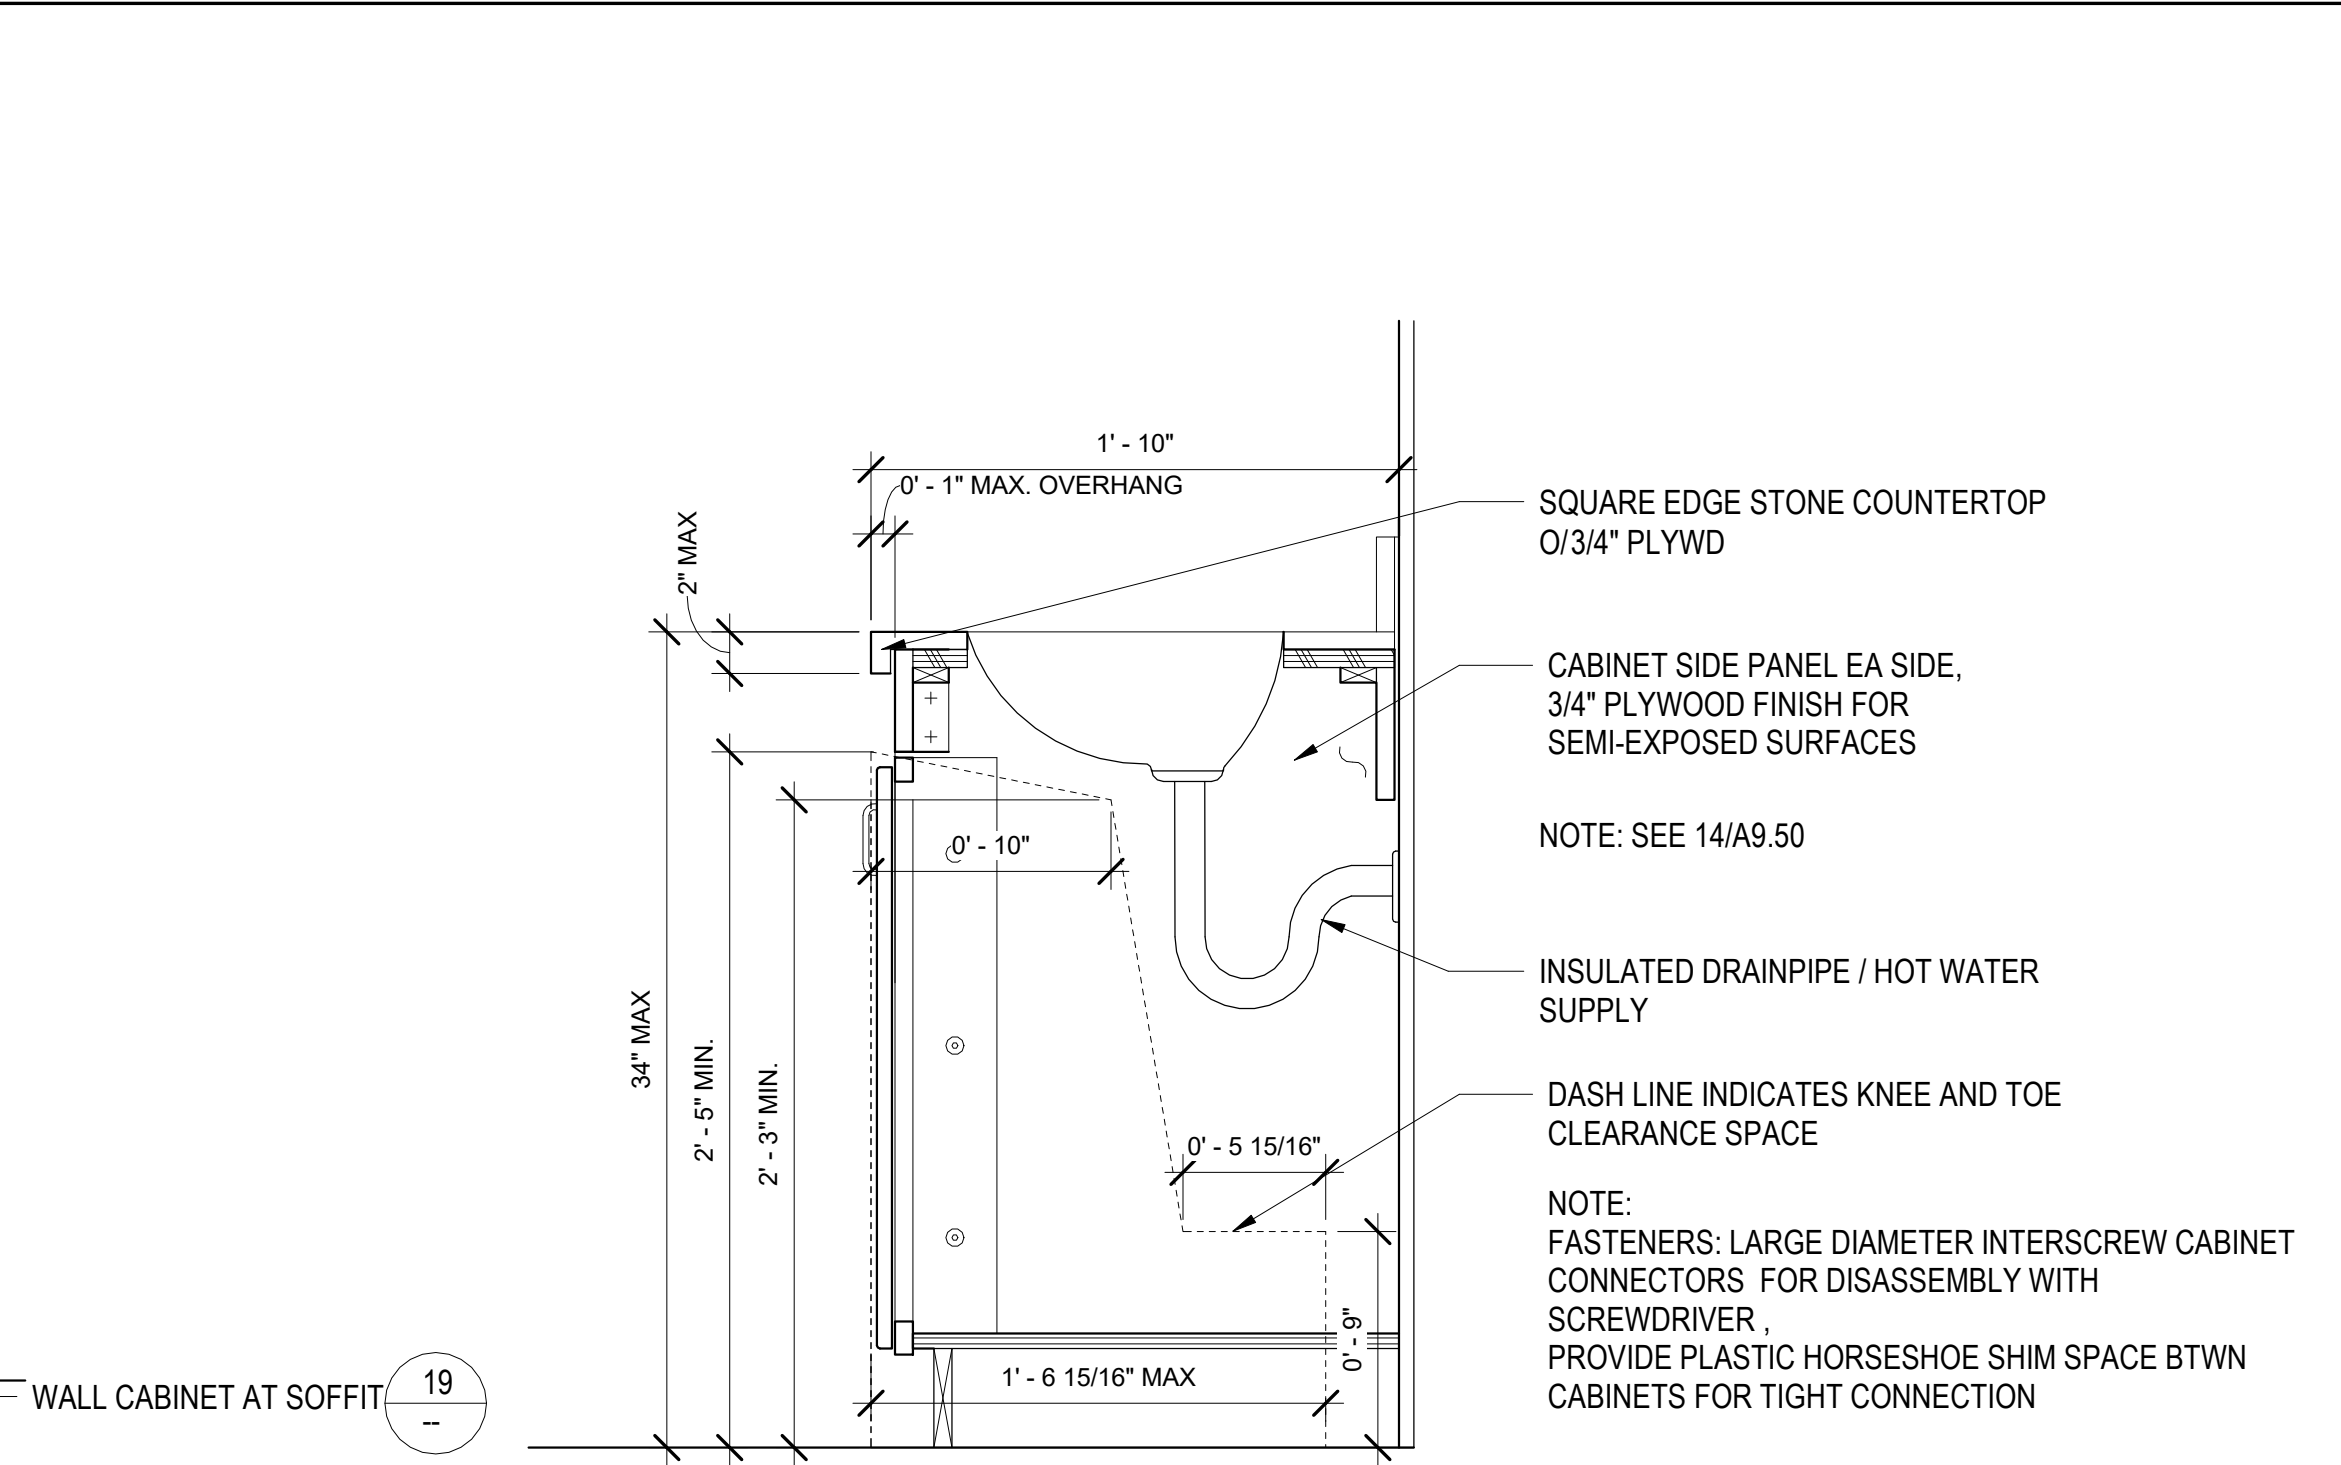 1' - 10"
0' - 1" MAX. OVERHANG
2" MAX
SQUARE EDGE STONE COUNTERTOP
O/3/4" PLYWD
CABINET SIDE PANEL EA SIDE,
3/4" PLYWOOD FINISH FOR
SEMI-EXPOSED SURFACES
NOTE: SEE 14/A9.50
0' - 10"
INSULATED DRAINPIPE / HOT WATER
SUPPLY
34" MAX
2' - 5" MIN.
2' - 3" MIN.
DASH LINE INDICATES KNEE AND TOE
CLEARANCE SPACE
0' - 5 15/16"
NOTE:
FASTENERS: LARGE DIAMETER INTERSCREW CABINET
CONNECTORS  FOR DISASSEMBLY WITH
SCREWDRIVER ,
PROVIDE PLASTIC HORSESHOE SHIM SPACE BTWN
CABINETS FOR TIGHT CONNECTION
0' - 9"
1' - 6 15/16" MAX
WALL CABINET AT SOFFIT
19
--